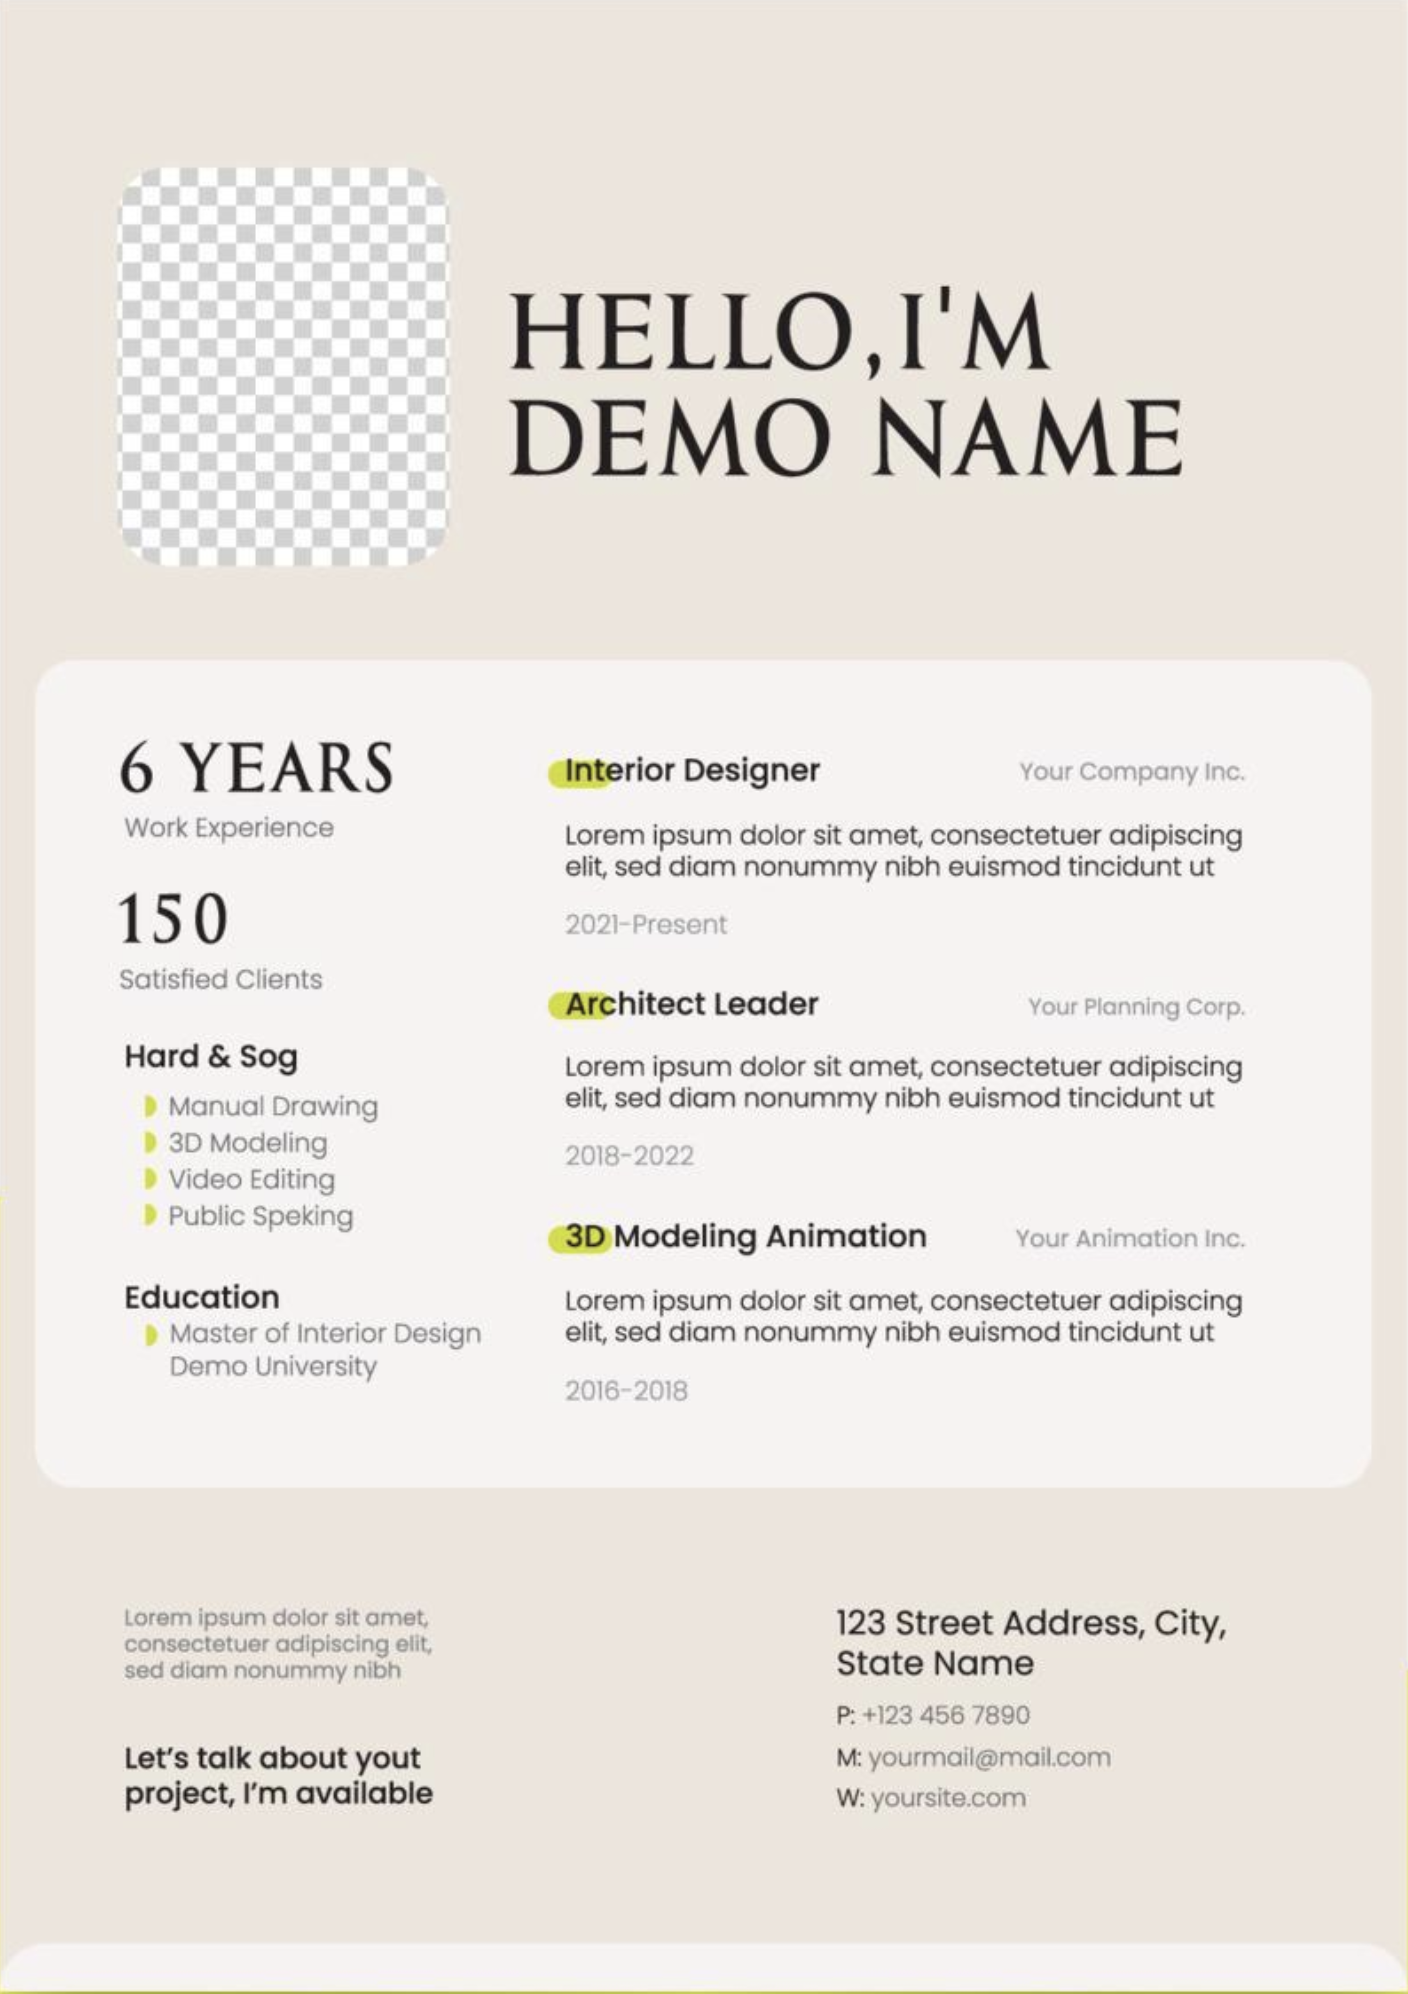 HELLO,I'M
DEMO NAME
6 YEARS
Work Experience
150
Satisfied Clients
Hard & Sog
Manual Drawing
3D Modeling
Video Editing
Public Speking
Education
Master of Interior Design
Demo University
Interior Designer Your Company Inc.
Lorem ipsum dolor sit amet, consectetuer adipiscing
elit, sed diam nonummy nibh euismod tincidunt ut
2021-Present
Architect Leader Your Planning Corp.
Lorem ipsum dolor sit amet, consectetuer adipiscing
elit, sed diam nonummy nibh euismod tincidunt ut
2018-2022
3D Modeling Animation Your Animation Inc.
Lorem ipsum dolor sit amet, consectetuer adipiscing
elit, sed diam nonummy nibh euismod tincidunt ut
2016-2018
Lorem ipsum dolor sit amet,
consectetuer adipiscing elit,
sed diam nonummy nibh
Let's talk about yout
project, I'm available
123 Street Address, City,
State Name
P: +123 456 7890
M: yourmail@mail.com
W: yoursite.com